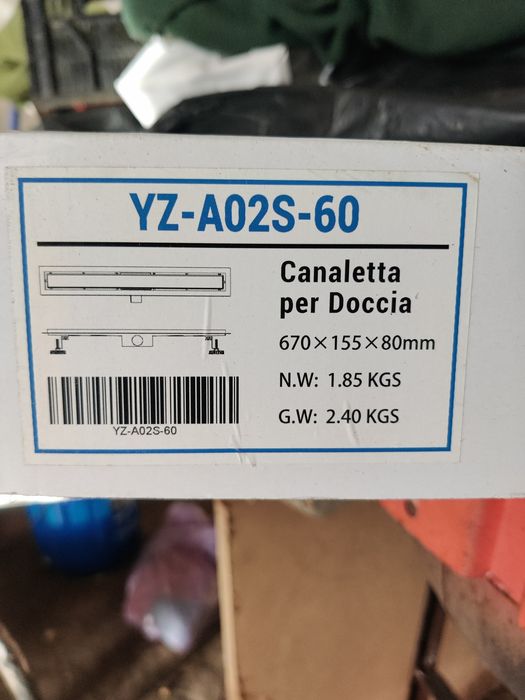 YZ-A02S-60
Canaletta
per Doccia
670×155×80mm
N.W: 1.85 KGS
G.W: 2.40 KGS
YZ-A02S-60